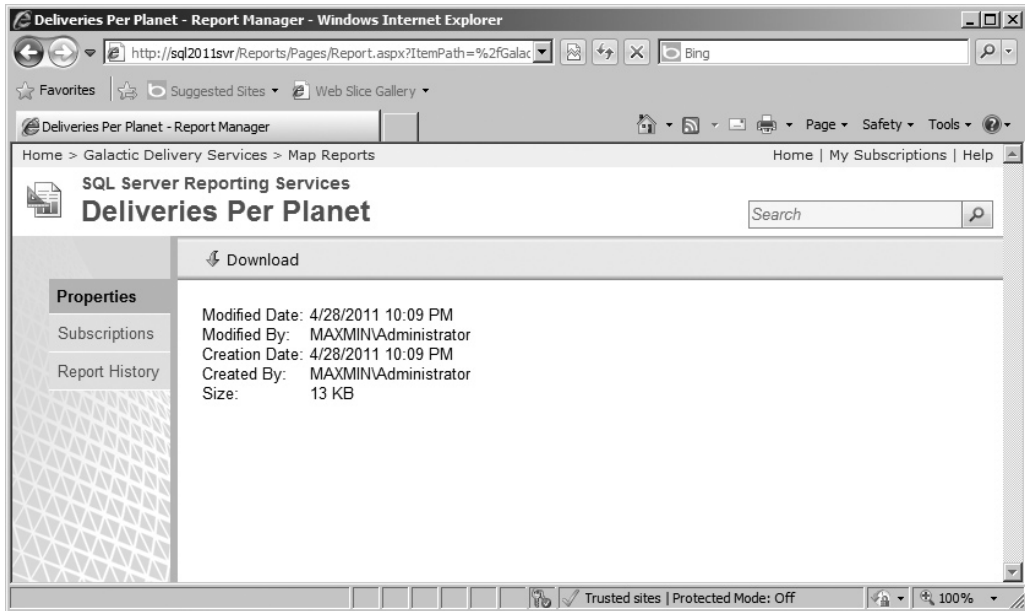 Deliveries Per Planet - Report Manager - Windows Internet Explorer
http://sql2011svr/Reports/Pages/Report.aspx?ItemPath=%2fGalac
Bing
Favorites Suggested Sites Web Slice Gallery
Deliveries Per Planet - Report Manager
Page Safety Tools
Home > Galactic Delivery Services > Map Reports
Home | My Subscriptions | Help
SQL Server Reporting Services
Deliveries Per Planet
Search
Download
Properties
Subscriptions
Report History
Modified Date: 4/28/2011 10:09 PM
Modified By: MAXMIN\Administrator
Creation Date: 4/28/2011 10:09 PM
Created By: MAXMIN\Administrator
Size: 13 KB
Trusted sites | Protected Mode: Off
100%